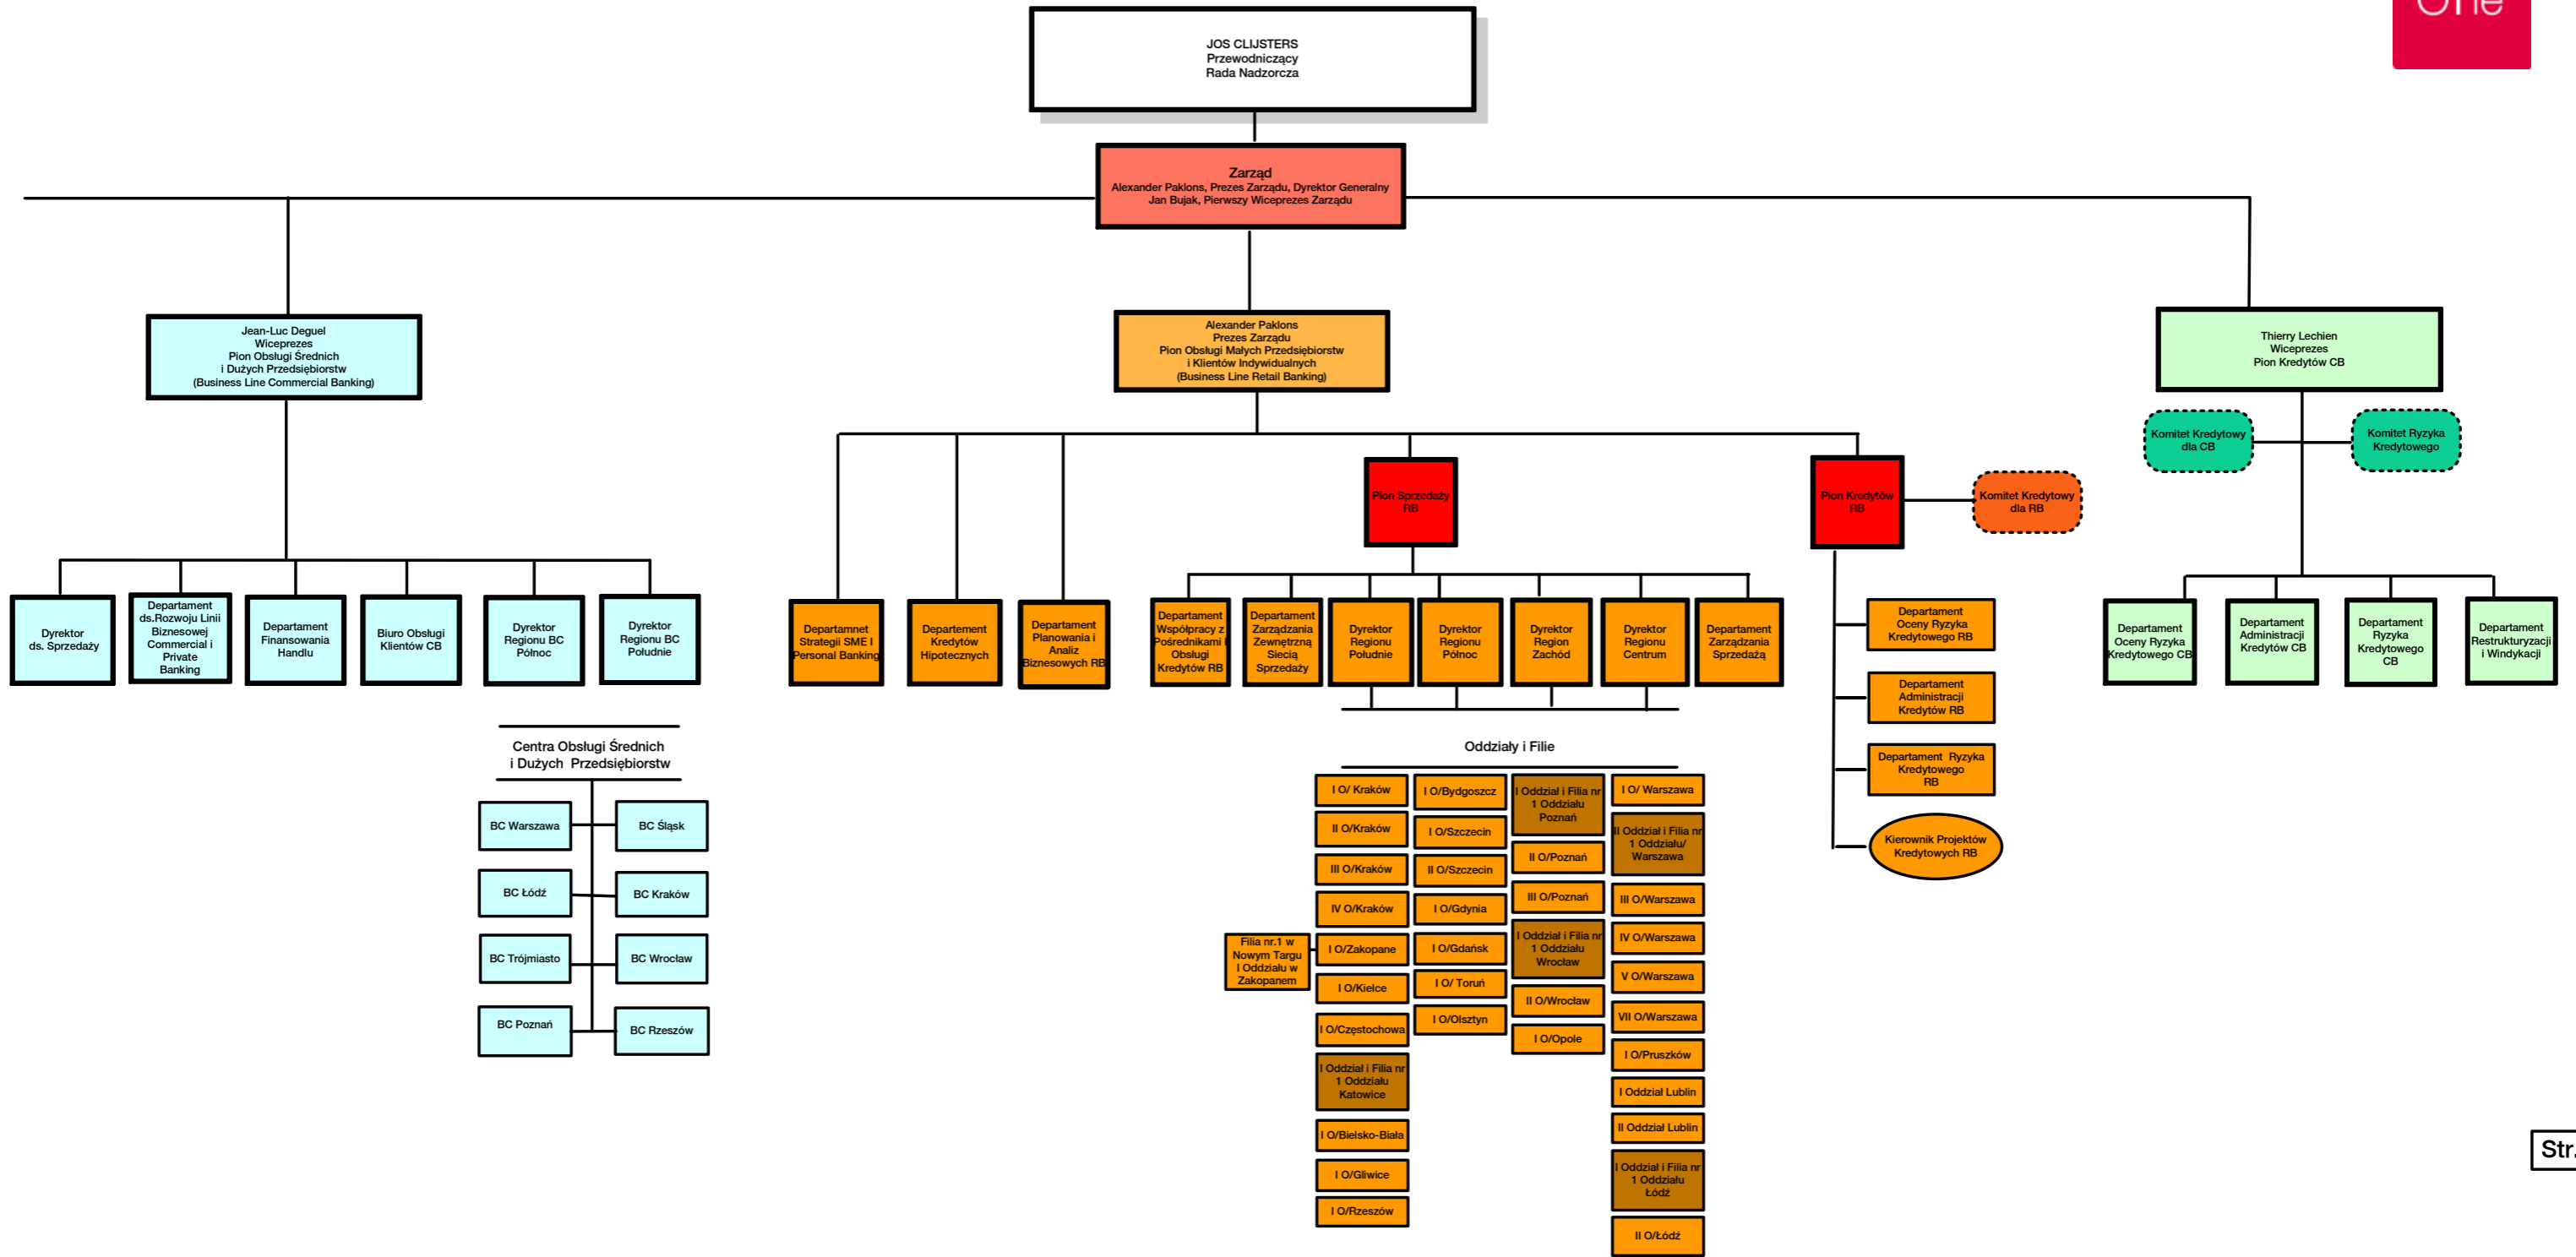 One
JOS CLIJSTERS
Przewodniczący
Rada Nadzorcza
Zarząd
Alexander Paklons, Prezes Zarządu, Dyrektor Generalny
Jan Bujak, Pierwszy Wiceprezes Zarządu
Jean-Luc Deguel
Wiceprezes
Pion Obsługi Średnich
i Dużych Przedsiębiorstw
(Business Line Commercial Banking)
Alexander Paklons
Prezes Zarządu
Pion Obsługi Małych Przedsiębiorstw
i Klientów Indywidualnych
(Business Line Retail Banking)
Thierry Lechien
Wiceprezes
Pion Kredytów CB
Komitet Kredytowy
dla CB
Komitet Ryzyka
Kredytowego
Pion Sprzedaży
RB
Pion Kredytów
RB
Komitet Kredytowy
dla RB
Dyrektor
ds. Sprzedaży
Departament
ds.Rozwoju Linii
Biznesowej
Commercial i
Private
Banking
Departament
Finansowania
Handlu
Biuro Obsługi
Klientów CB
Dyrektor
Regionu BC
Północ
Dyrektor
Regionu BC
Południe
Departamnet
Strategii SME I
Personal Banking
Departement
Kredytów
Hipotecznych
Departament
Planowania i
Analiz
Biznesowych RB
Departament
Współpracy z
Pośrednikami I
Obsługi
Kredytów RB
Departament
Zarządzania
Zewnętrzną
Siecią
Sprzedaży
Dyrektor
Regionu
Południe
Dyrektor
Regionu
Północ
Dyrektor
Region
Zachód
Dyrektor
Regionu
Centrum
Departament
Zarządzania
Sprzedażą
Departament
Oceny Ryzyka
Kredytowego RB
Departament
Administracji
Kredytów RB
Departament Ryzyka
Kredytowego
RB
Kierownik Projektów
Kredytowych RB
Departament
Oceny Ryzyka
Kredytowego CB
Departament
Administracji
Kredytów CB
Departament
Ryzyka
Kredytowego
CB
Departament
Restrukturyzacji
i Windykacji
Centra Obsługi Średnich
i Dużych Przedsiębiorstw
BC Warszawa
BC Śląsk
BC Łódź
BC Kraków
BC Trójmiasto
BC Wrocław
BC Poznań
BC Rzeszów
Oddziały i Filie
I O/ Kraków
II O/Kraków
III O/Kraków
IV O/Kraków
Filia nr.1 w
Nowym Targu
I Oddziału w
Zakopanem
I O/Zakopane
I O/Kielce
I O/Częstochowa
I Oddział i Filia nr
1 Oddziału
Katowice
I O/Bielsko-Biała
I O/Gliwice
I O/Rzeszów
I O/Bydgoszcz
I O/Szczecin
II O/Szczecin
I O/Gdynia
I O/Gdańsk
I O/ Toruń
I O/Olsztyn
I Oddział i Filia nr
1 Oddziału
Poznań
II O/Poznań
III O/Poznań
I Oddział i Filia nr
1 Oddziału
Wrocław
II O/Wrocław
I O/Opole
I O/ Warszawa
II Oddział i Filia nr
1 Oddziału/
Warszawa
III O/Warszawa
IV O/Warszawa
V O/Warszawa
VII O/Warszawa
I O/Pruszków
I Oddział Lublin
II Oddział Lublin
I Oddział i Filia nr
1 Oddziału
Łódź
II O/Łódź
Str.